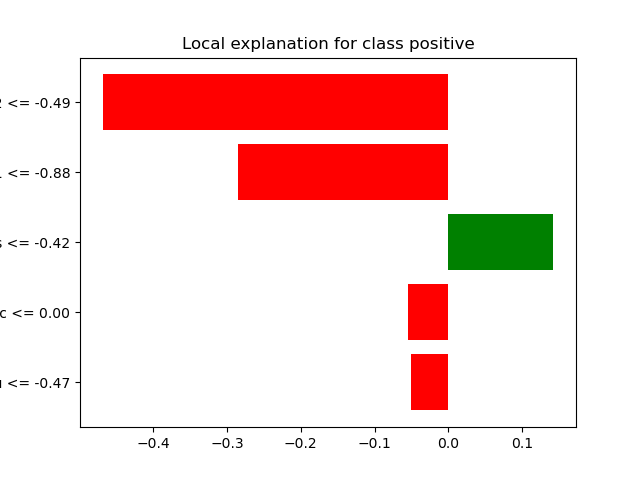 Local explanation for class positive
2 <= -0.49
<= -0.88
s <= -0.42
c <= 0.00
<= -0.47
−0.4 −0.3 −0.2 −0.1 0.0 0.1